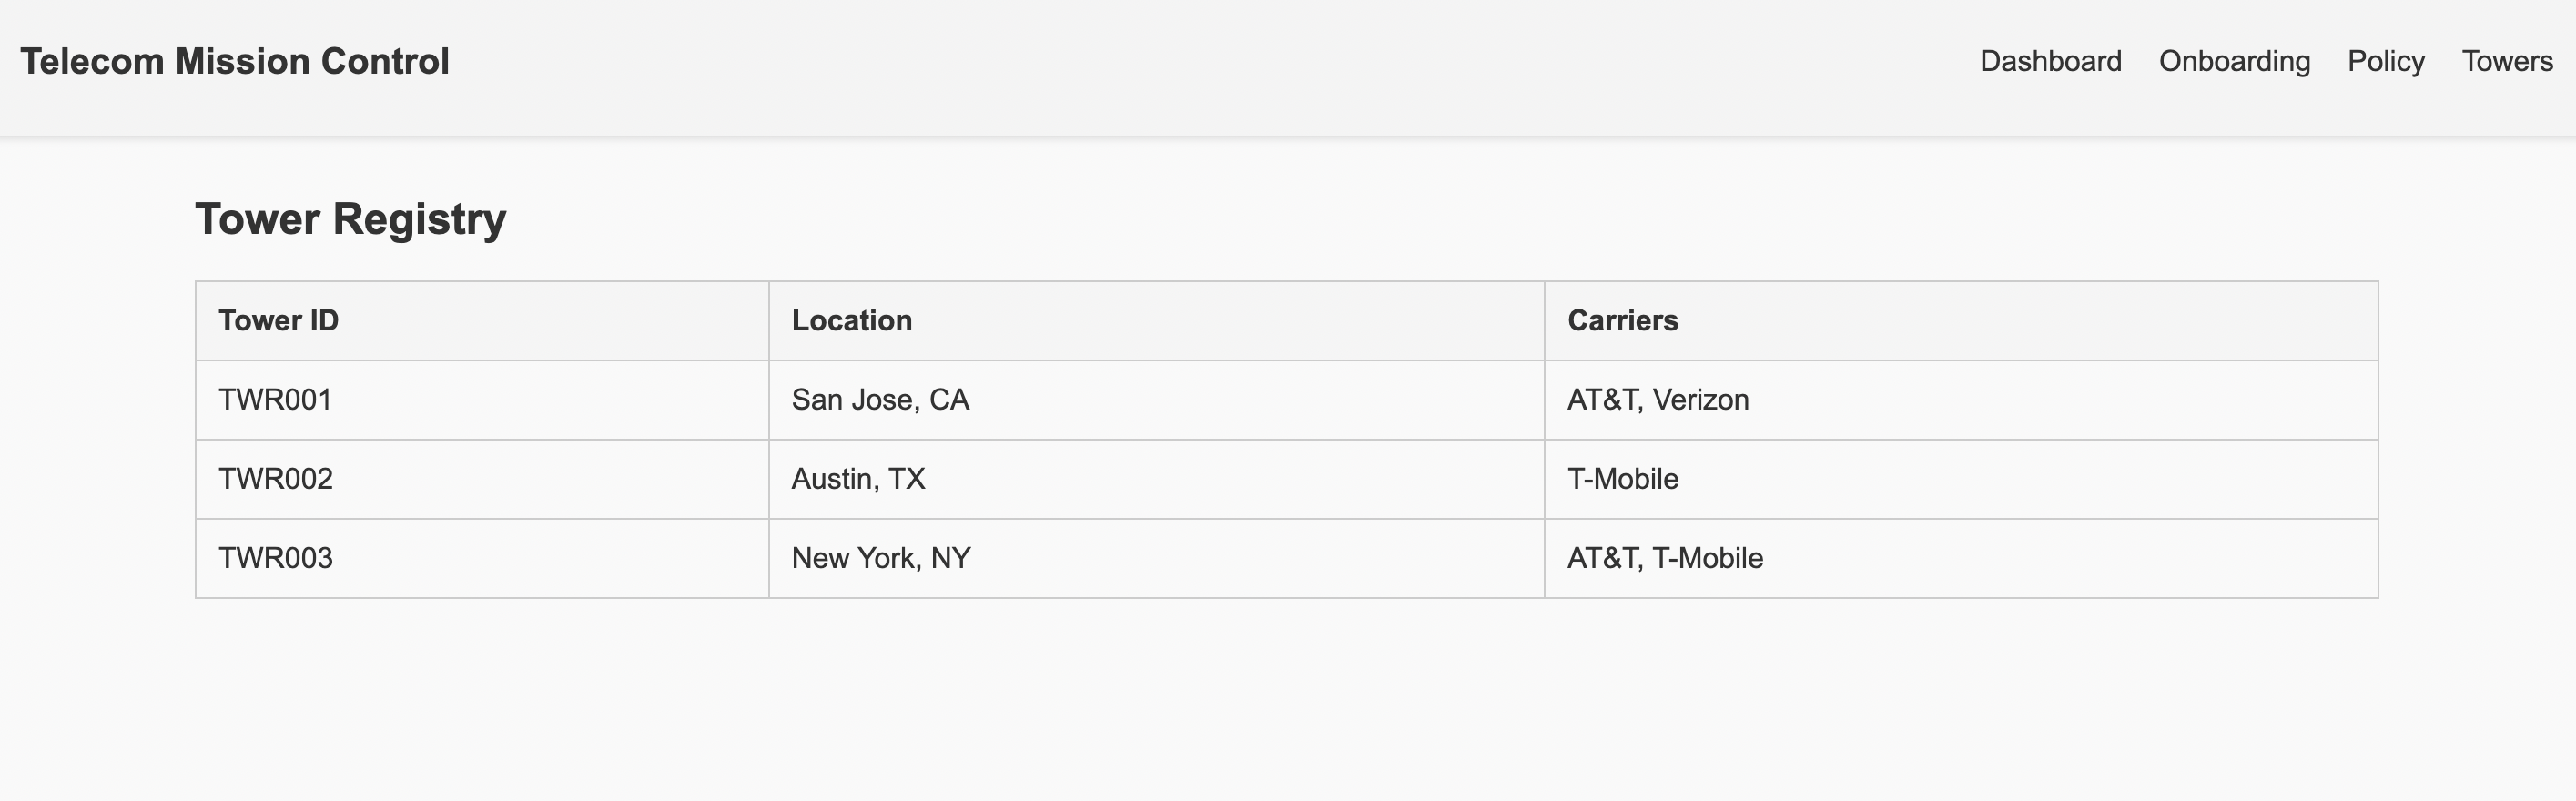 Telecom Mission Control
Dashboard Onboarding Policy Towers
Tower Registry
Tower ID Location Carriers
TWR001 San Jose, CA AT&T, Verizon
TWR002 Austin, TX T-Mobile
TWR003 New York, NY AT&T, T-Mobile